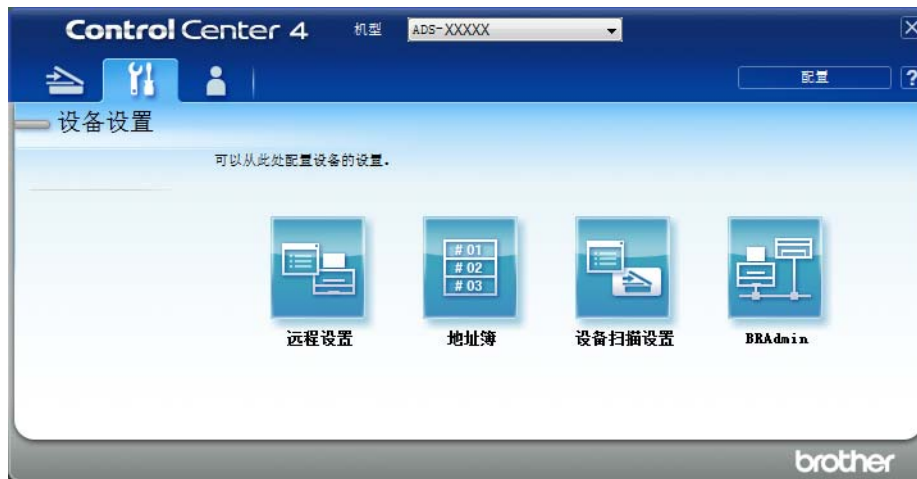 Control Center 4 机型 ADS-XXXXX
配置 ?
设备设置
可以从此处配置设备的设置.
# 01
# 02
# 03
远程设置 地址簿 设备扫描设置 BRAdmin
brother